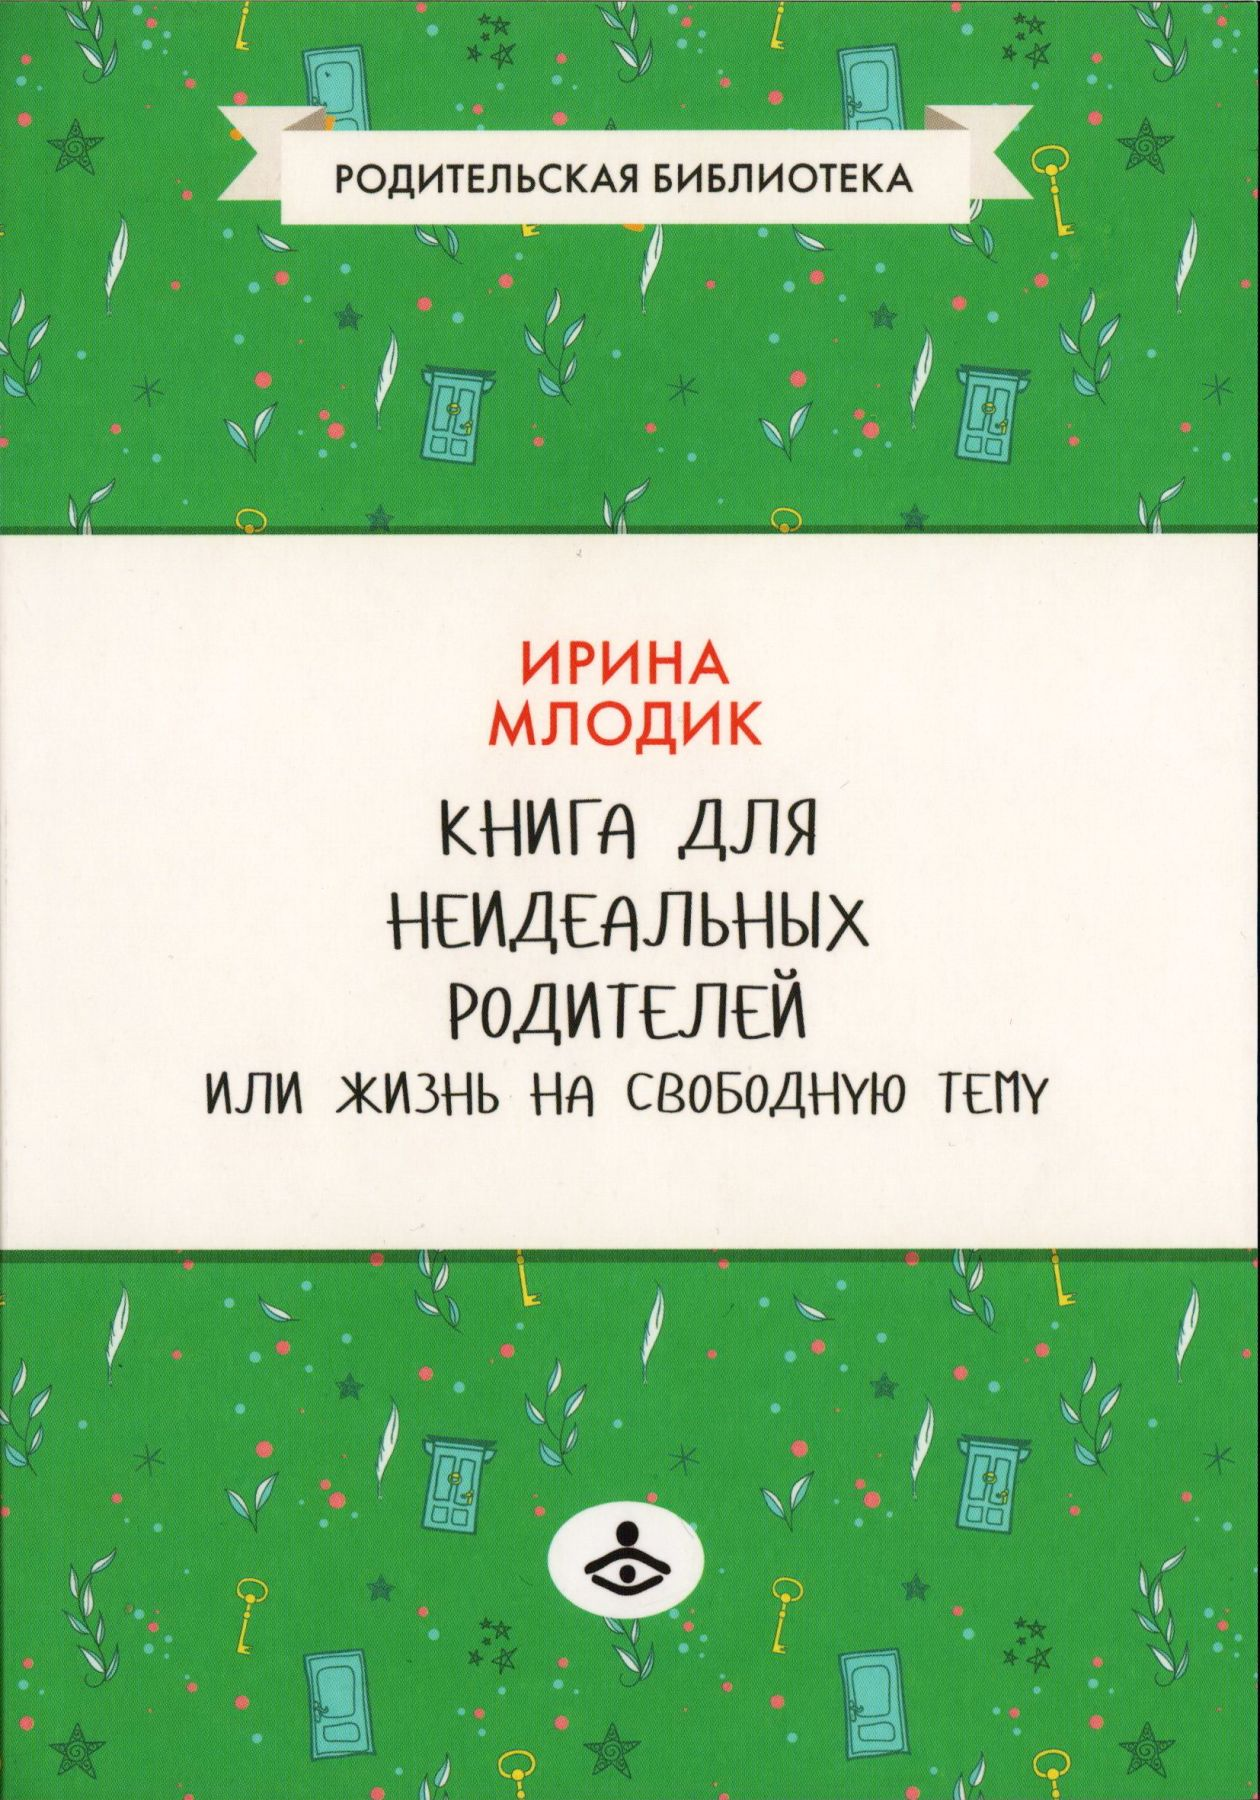 РОДИТЕЛЬСКАЯ БИБЛИОТЕКА
ИРИНА
МЛОДИК
КНИГА ДЛЯ
НЕИДЕАЛЬНЫХ
РОДИТЕЛЕЙ
ИЛИ ЖИЗНЬ НА СВОБОДНУЮ ТЕМУ